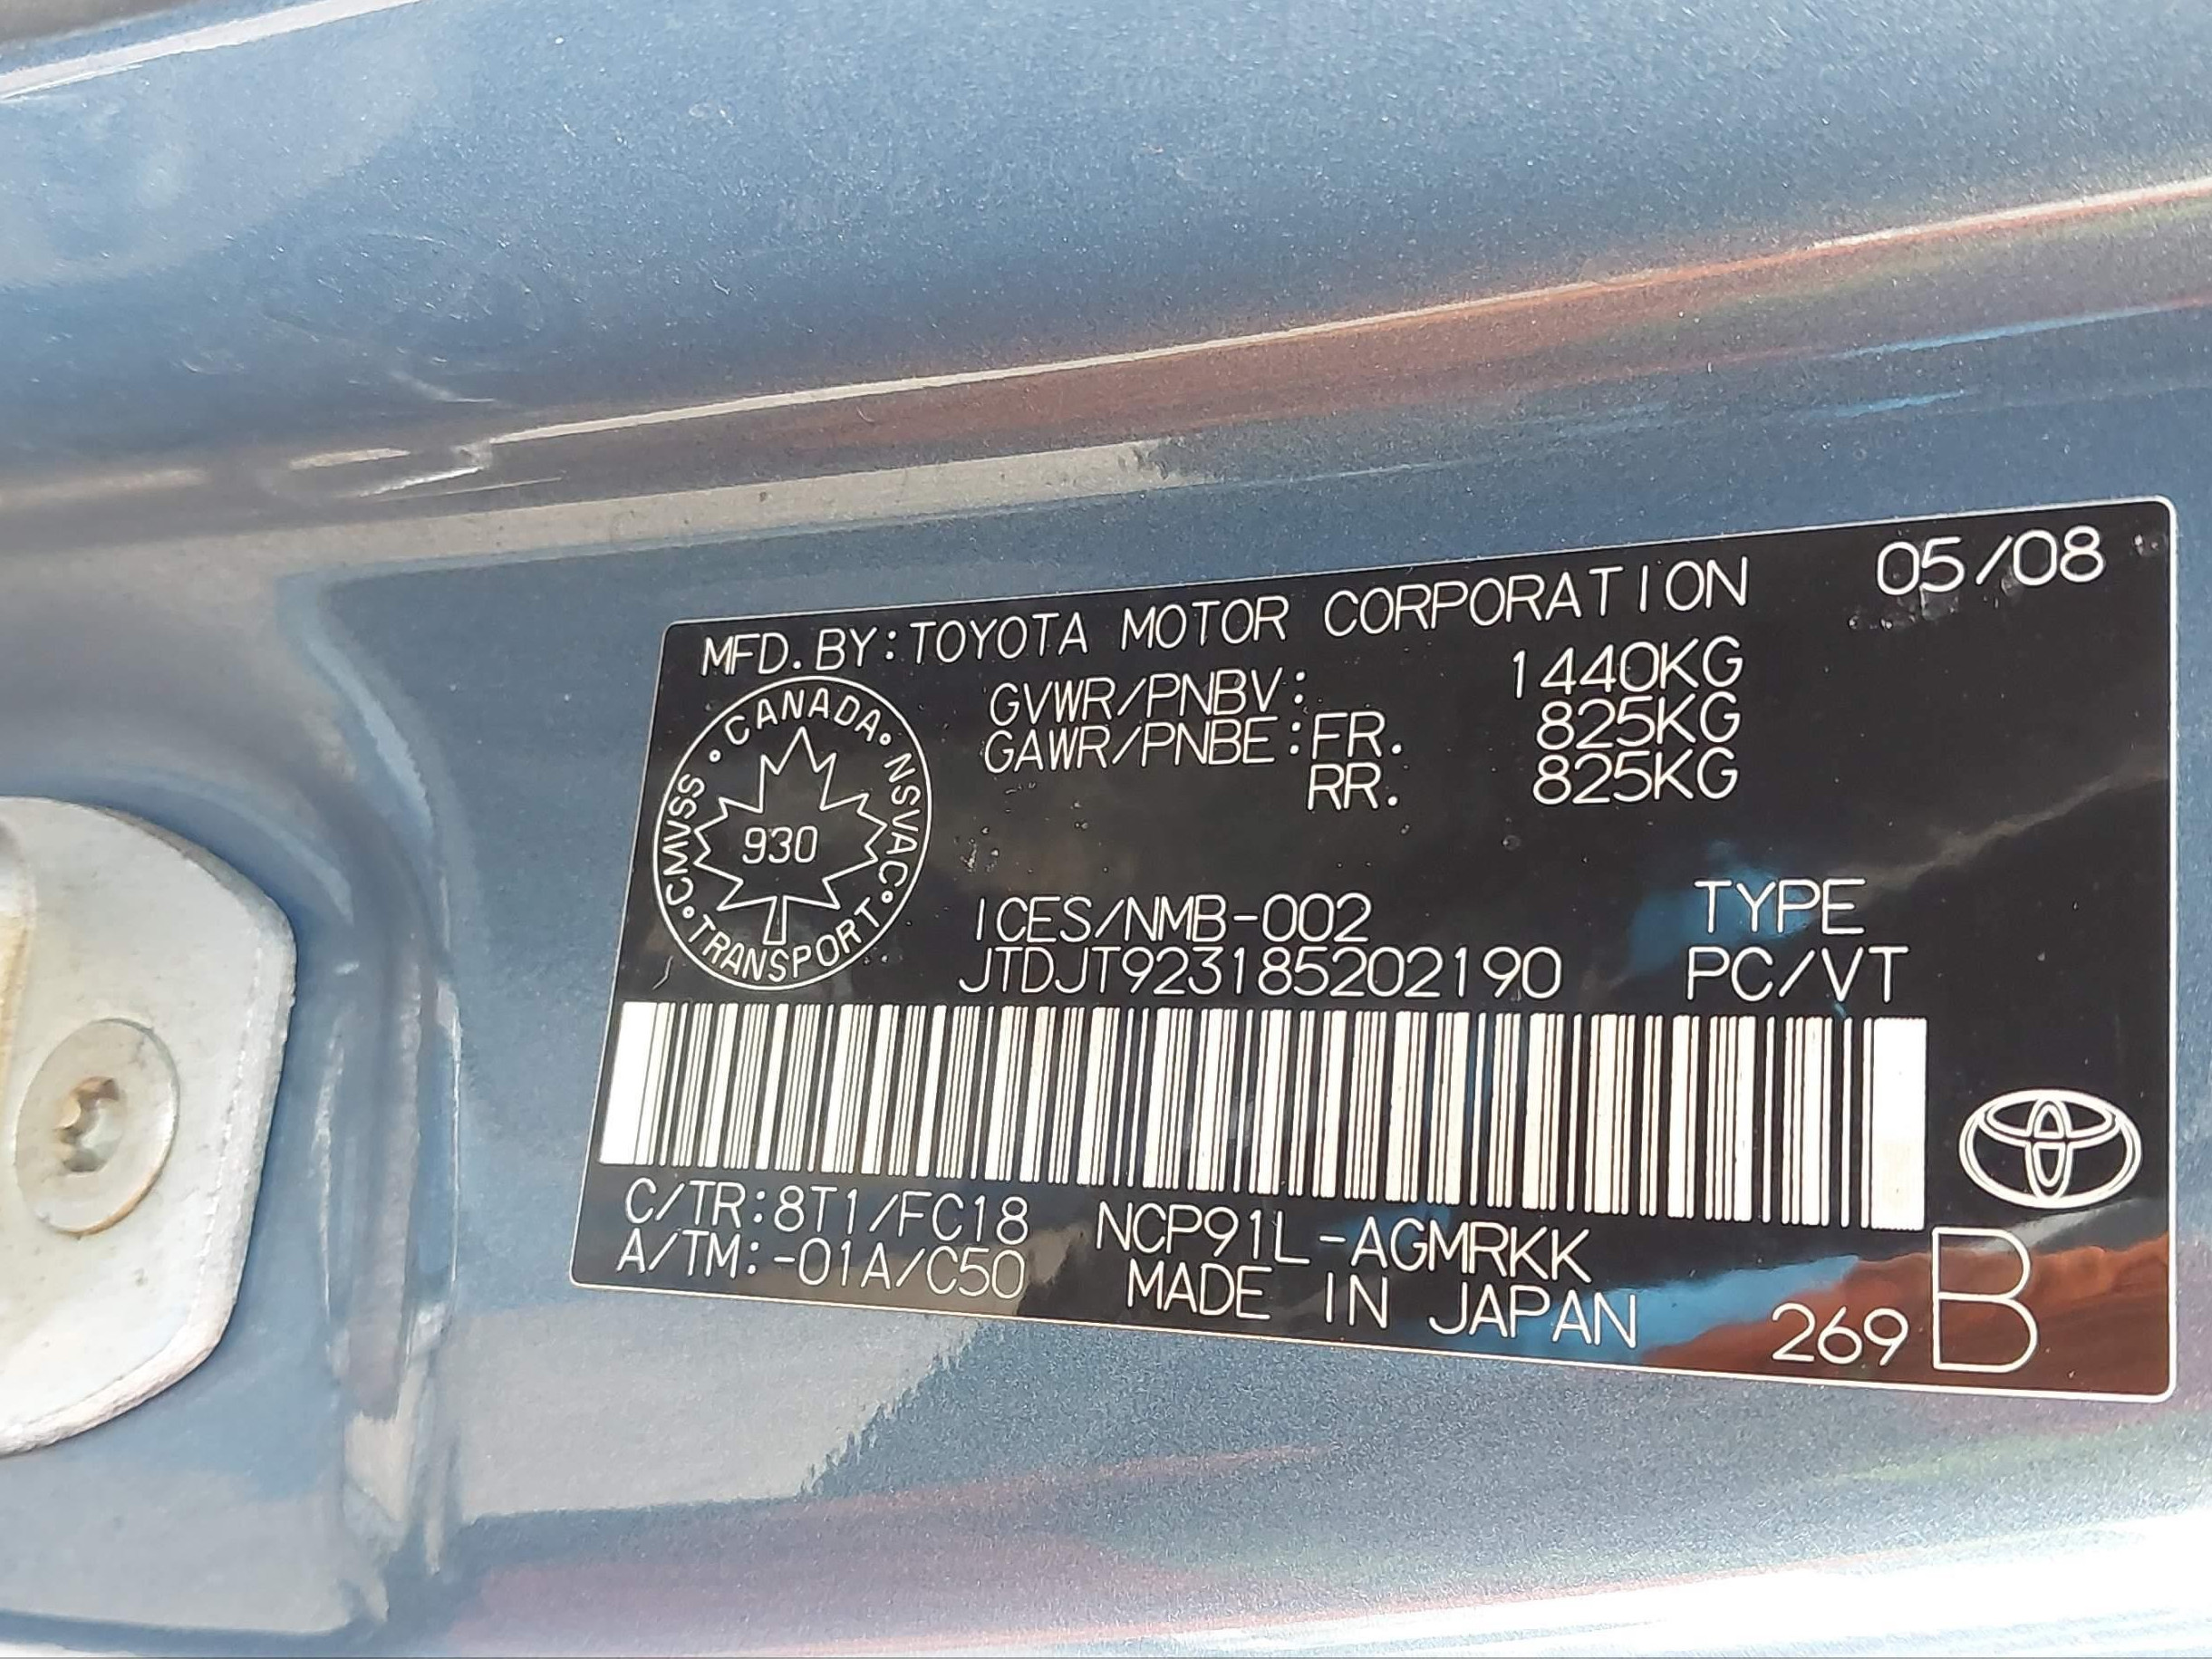 MFD. BY: TOYOTA MOTOR CORPORATION 05/08
GVWR/PNBV: 1440KG
GAWR/PNBE: FR. 825KG
RR. 825KG
CANADA • NSVAC • TRANSPORT • CMVSS •
930
ICES/NMB-002 TYPE
JTDJT923185202190 PC/VT
C/TR:8T1/FC18 NCP91L-AGMRKK
A/TM:-01A/C50 MADE IN JAPAN
269 B